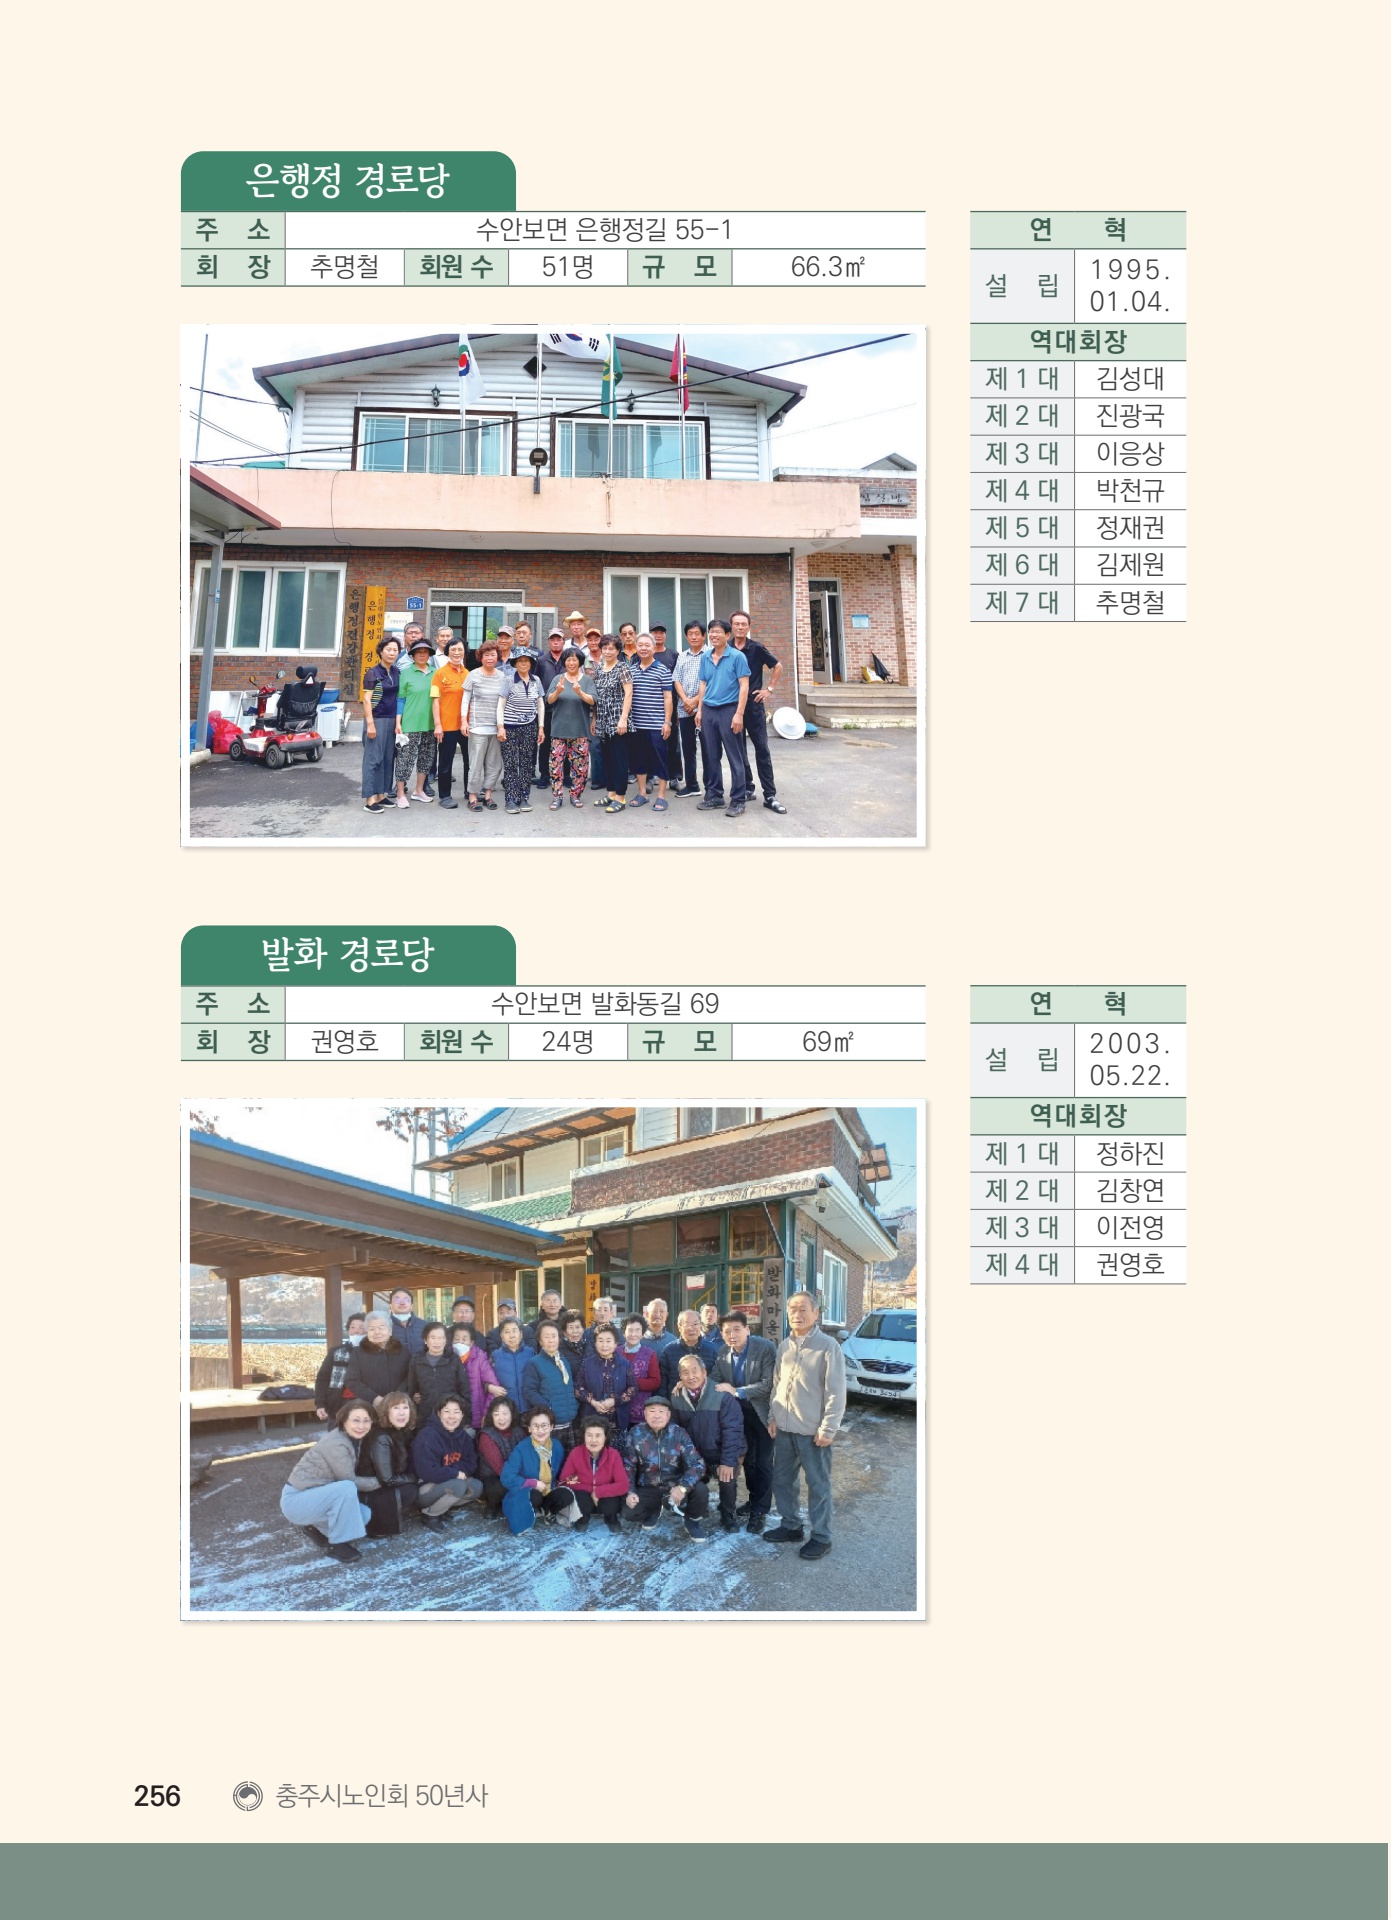 은행정 경로당
주 소 수안보면 은행정길 55-1
회 장 추명철 회원 수 51명 규 모 66.3㎡
연 혁
설 립 1995. 01.04.
역대회장
제 1 대 김성대
제 2 대 진광국
제 3 대 이응상
제 4 대 박천규
제 5 대 정재권
제 6 대 김제원
제 7 대 추명철
은행정건강관리실
은행정 경로
55-1
발화 경로당
주 소 수안보면 발화동길 69
회 장 권영호 회원 수 24명 규 모 69㎡
연 혁
설 립 2003. 05.22.
역대회장
제 1 대 정하진
제 2 대 김창연
제 3 대 이전영
제 4 대 권영호
발화마을
256 충주시노인회 50년사